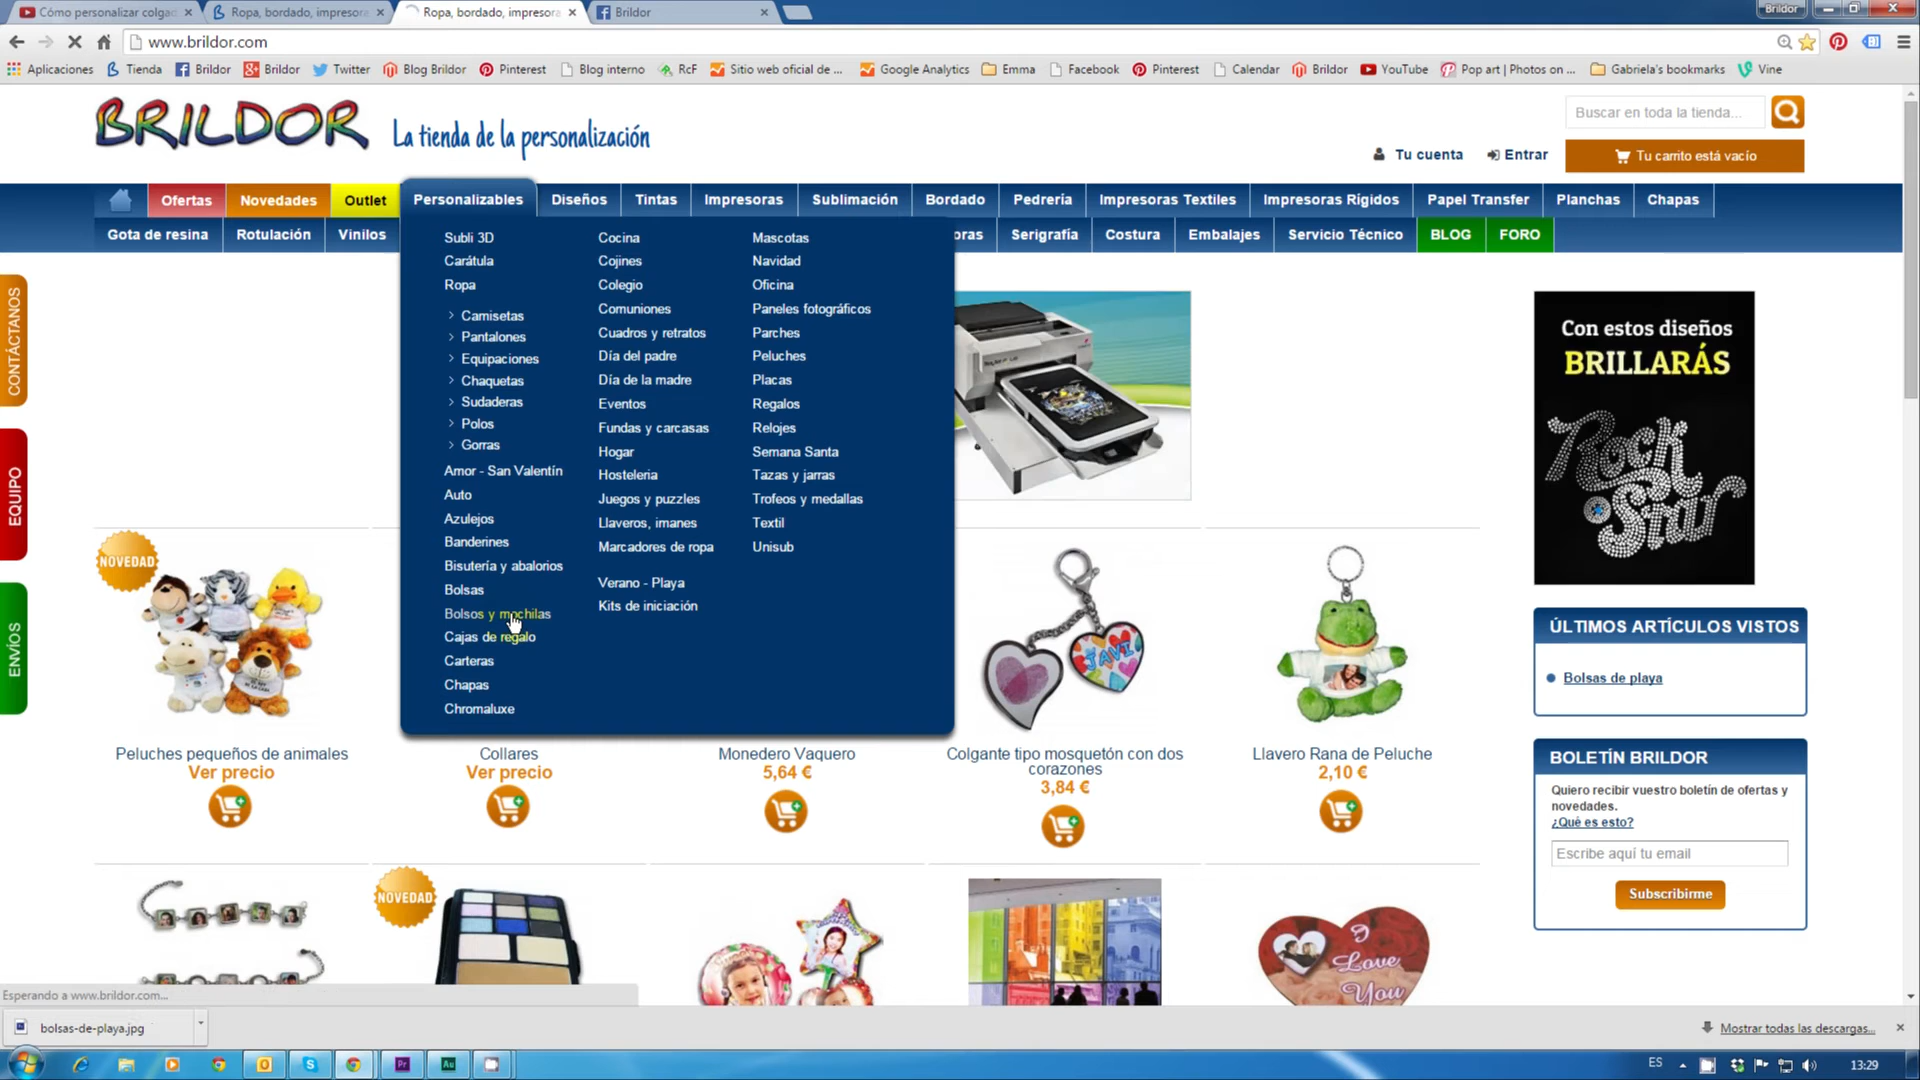 Cómo personalizar colgad
Ropa, bordado, impresora
Ropa, bordado, impresora
Brildor
Brildor
www.brildor.com
Aplicaciones
Tienda
Brildor
Brildor
Twitter
Blog Brildor
Pinterest
Blog interno
RcF
Sitio web oficial de ...
Google Analytics
Emma
Facebook
Pinterest
Calendar
Brildor
YouTube
Pop art | Photos on ...
Gabriela's bookmarks
Vine
BRILDOR
La tienda de la personalización
Buscar en toda la tienda...
Tu cuenta
Entrar
Tu carrito está vacío
Ofertas
Novedades
Outlet
Personalizables
Diseños
Tintas
Impresoras
Sublimación
Bordado
Pedrería
Impresoras Textiles
Impresoras Rígidos
Papel Transfer
Planchas
Chapas
Gota de resina
Rotulación
Vinilos
oras
Serigrafía
Costura
Embalajes
Servicio Técnico
BLOG
FORO
Subli 3D
Carátula
Ropa
Camisetas
Pantalones
Equipaciones
Chaquetas
Sudaderas
Polos
Gorras
Amor - San Valentín
Auto
Azulejos
Banderines
Bisutería y abalorios
Bolsas
Bolsos y mochilas
Cajas de regalo
Carteras
Chapas
Chromaluxe
Cocina
Cojines
Colegio
Comuniones
Cuadros y retratos
Día del padre
Día de la madre
Eventos
Fundas y carcasas
Hogar
Hosteleria
Juegos y puzzles
Llaveros, imanes
Marcadores de ropa
Verano - Playa
Kits de iniciación
Mascotas
Navidad
Oficina
Paneles fotográficos
Parches
Peluches
Placas
Regalos
Relojes
Semana Santa
Tazas y jarras
Trofeos y medallas
Textil
Unisub
CONTÁCTANOS
EQUIPO
ENVÍOS
Con estos diseños
BRILLARÁS
Rock
Star
NOVEDAD
JAVI
Peluches pequeños de animales
Ver precio
Collares
Ver precio
Monedero Vaquero
5,64 €
Colgante tipo mosquetón con dos
corazones
3,84 €
Llavero Rana de Peluche
2,10 €
ÚLTIMOS ARTÍCULOS VISTOS
Bolsas de playa
BOLETÍN BRILDOR
Quiero recibir vuestro boletín de ofertas y
novedades.
¿Qué es esto?
Escribe aquí tu email
Subscribirme
NOVEDAD
I
Love
You
Esperando a www.brildor.com...
bolsas-de-playa.jpg
Mostrar todas las descargas...
Pr
Au
ES
13:29